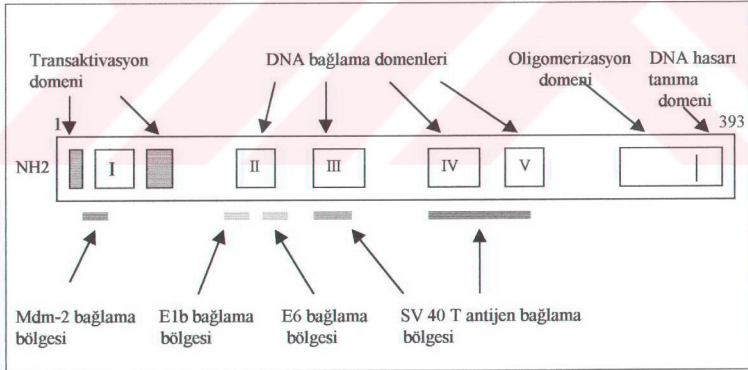 Transaktivasyon
domeni
DNA bağlama domenleri
Oligomerizasyon
domeni
DNA hasarı
tanıma
domeni
1
393
NH2
I
II
III
IV
V
Mdm-2 bağlama
bölgesi
E1b bağlama
bölgesi
E6 bağlama
bölgesi
SV 40 T antijen bağlama
bölgesi